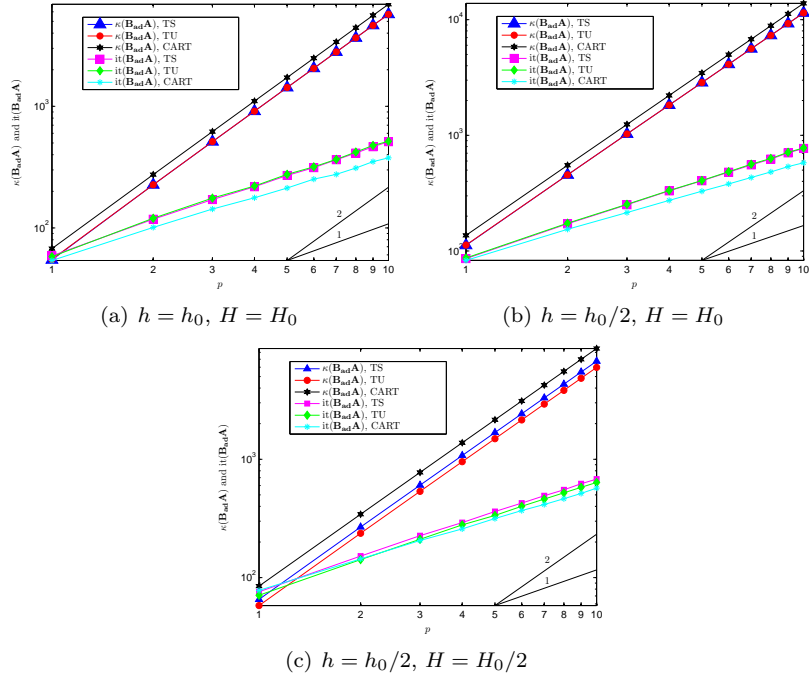 κ(B_ad A), TS
κ(B_ad A), TU
κ(B_ad A), CART
it(B_ad A), TS
it(B_ad A), TU
it(B_ad A), CART
κ(B_ad A) and it(B_ad A)
10^3
10^2
2
1
1 2 3 4 5 6 7 8 9 10
p
(a) h = h_0, H = H_0
κ(B_ad A), TS
κ(B_ad A), TU
κ(B_ad A), CART
it(B_ad A), TS
it(B_ad A), TU
it(B_ad A), CART
κ(B_ad A) and it(B_ad A)
10^4
10^3
10^2
2
1
1 2 3 4 5 6 7 8 9 10
p
(b) h = h_0/2, H = H_0
κ(B_ad A), TS
κ(B_ad A), TU
κ(B_ad A), CART
it(B_ad A), TS
it(B_ad A), TU
it(B_ad A), CART
κ(B_ad A) and it(B_ad A)
10^3
10^2
2
1
1 2 3 4 5 6 7 8 9 10
p
(c) h = h_0/2, H = H_0/2